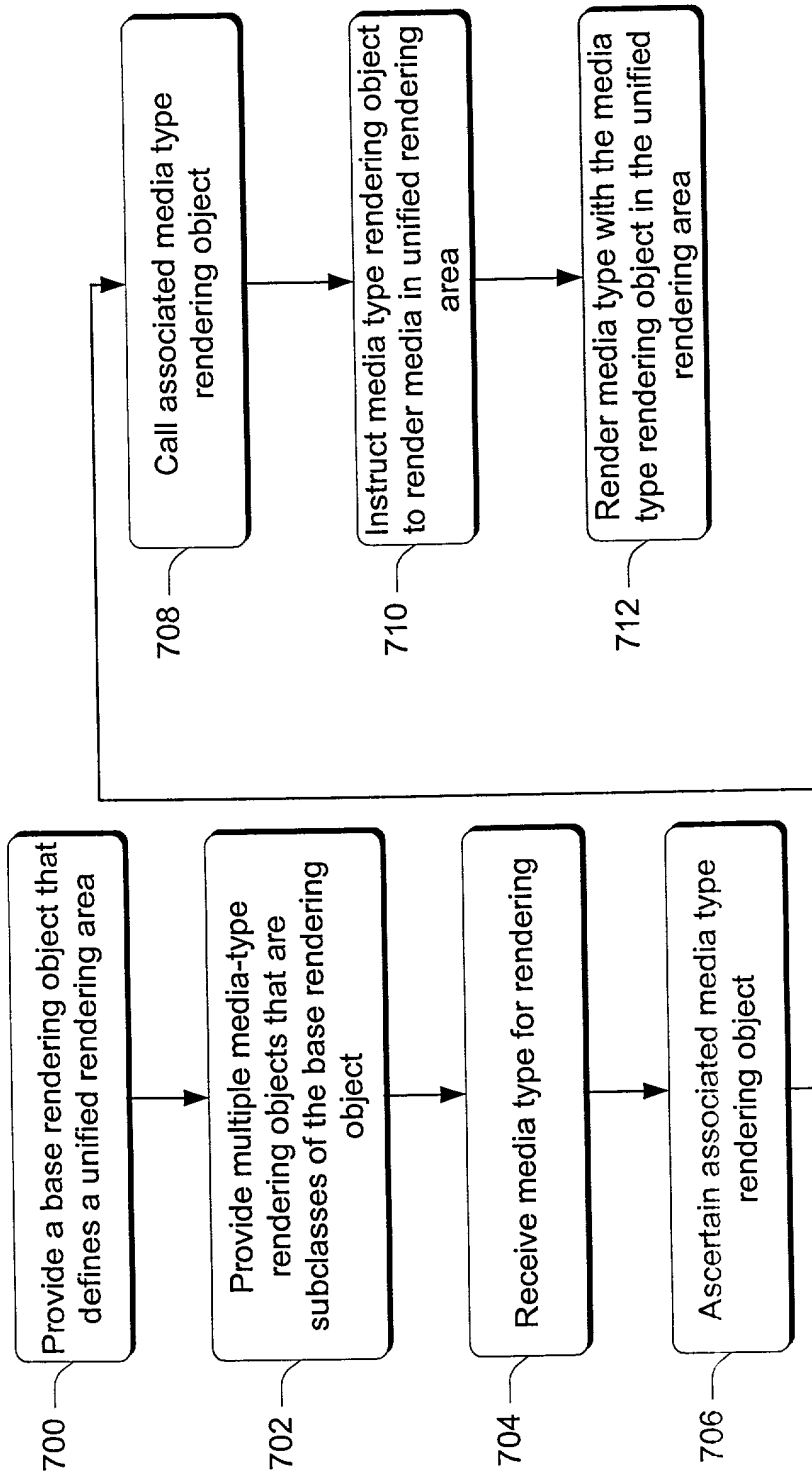 700
Provide a base rendering object that
defines a unified rendering area
702
Provide multiple media-type
rendering objects that are
subclasses of the base rendering
object
704
Receive media type for rendering
706
Ascertain associated media type
rendering object
708
Call associated media type
rendering object
710
Instruct media type rendering object
to render media in unified rendering
area
712
Render media type with the media
type rendering object in the unified
rendering area